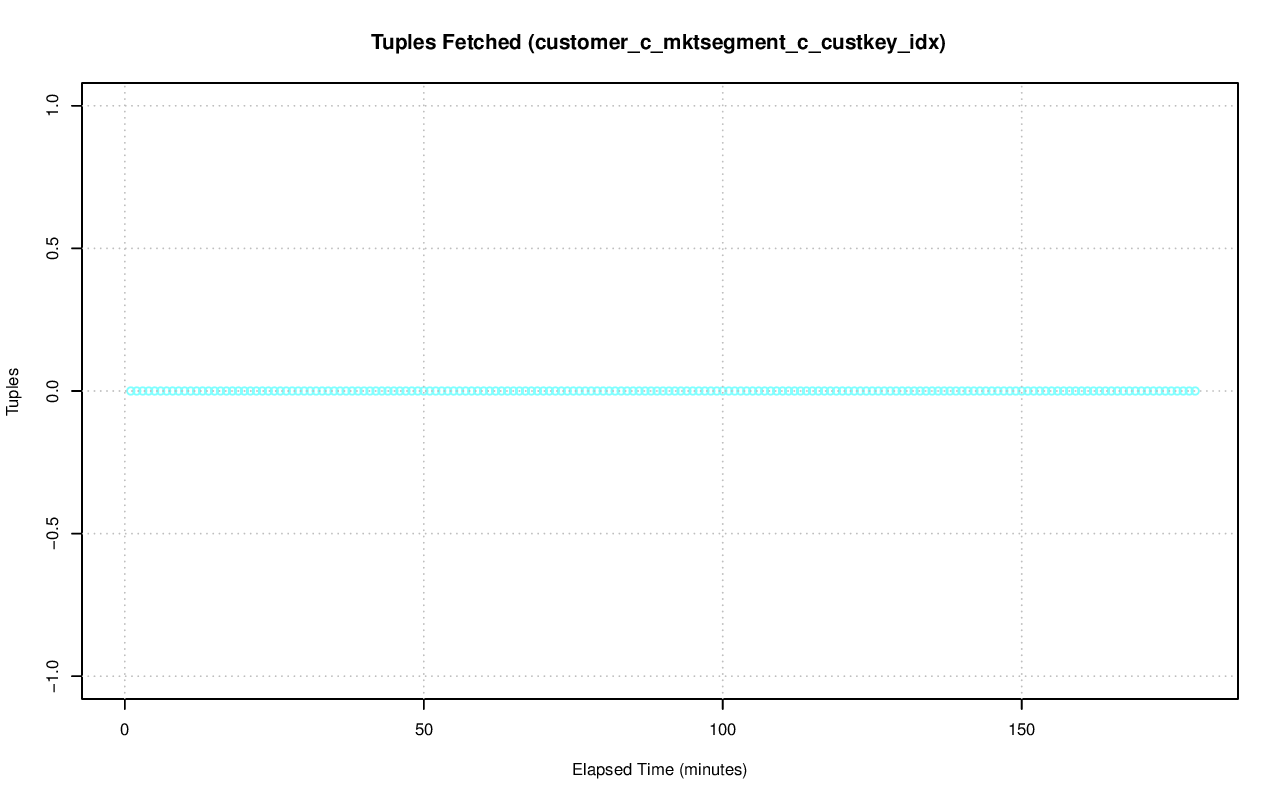 Tuples Fetched (customer_c_mktsegment_c_custkey_idx)
1.0
0.5
0.0
−0.5
−1.0
Tuples
0 50 100 150
Elapsed Time (minutes)